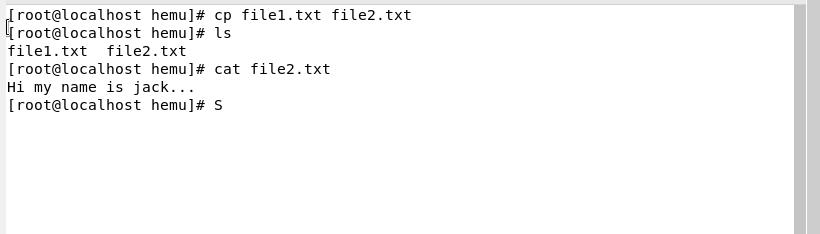 [root@localhost hemu]# cp file1.txt file2.txt
[root@localhost hemu]# ls
file1.txt  file2.txt
[root@localhost hemu]# cat file2.txt
Hi my name is jack...
[root@localhost hemu]# S